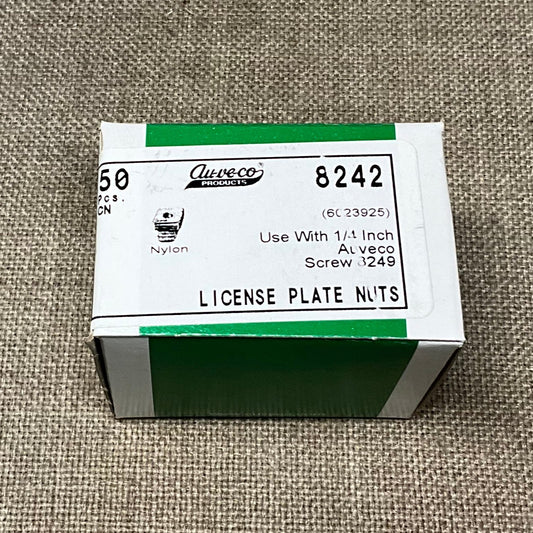 50
PCS.
CN
Au-ve-co®
PRODUCTS
8242
(6023925)
Nylon
Use With 1/4 Inch
Auveco
Screw 8249
LICENSE PLATE NUTS